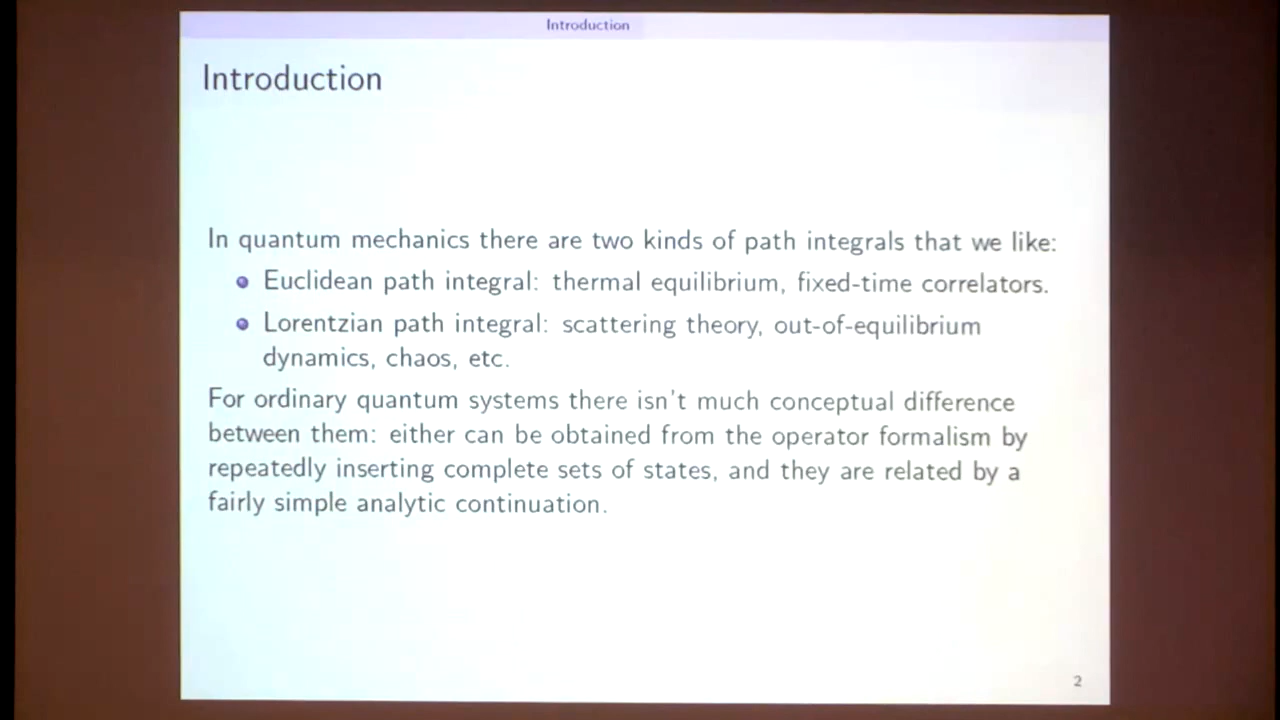 Introduction
Introduction
In quantum mechanics there are two kinds of path integrals that we like:
Euclidean path integral: thermal equilibrium, fixed-time correlators.
Lorentzian path integral: scattering theory, out-of-equilibrium
dynamics, chaos, etc.
For ordinary quantum systems there isn't much conceptual difference
between them: either can be obtained from the operator formalism by
repeatedly inserting complete sets of states, and they are related by a
fairly simple analytic continuation.
2